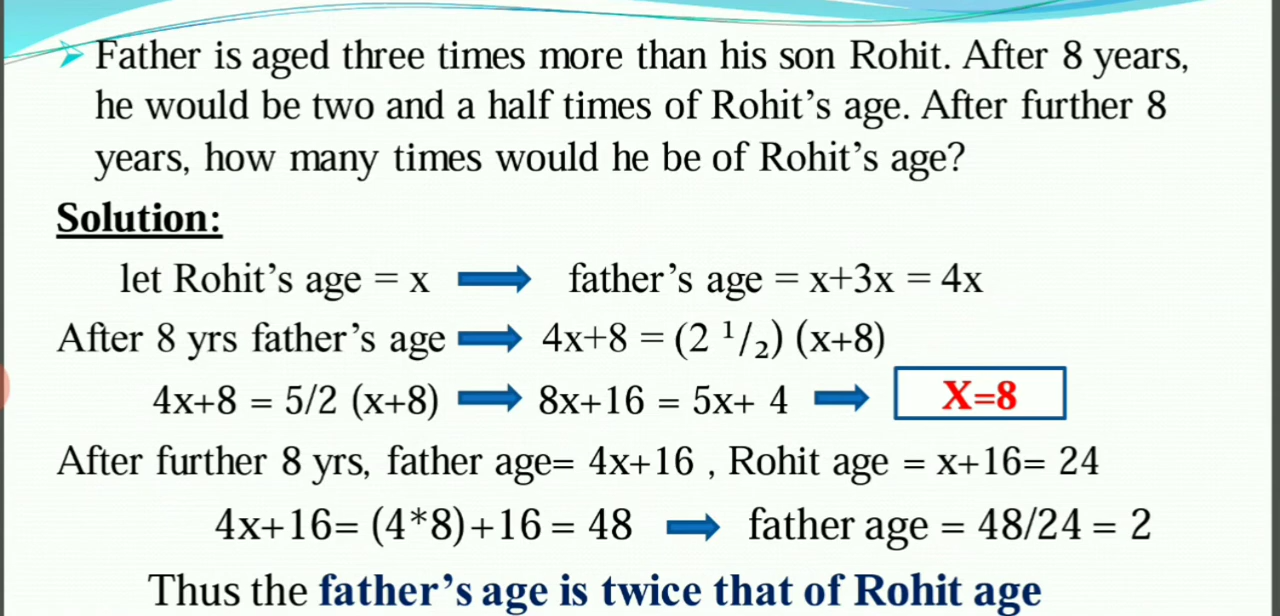 Father is aged three times more than his son Rohit. After 8 years,
he would be two and a half times of Rohit’s age. After further 8
years, how many times would he be of Rohit’s age?
Solution:
let Rohit’s age = x father’s age = x+3x = 4x
After 8 yrs father’s age 4x+8 = (2 ¹/₂) (x+8)
4x+8 = 5/2 (x+8) 8x+16 = 5x+ 4 X=8
After further 8 yrs, father age= 4x+16 , Rohit age = x+16= 24
4x+16= (4*8)+16 = 48 father age = 48/24 = 2
Thus the father’s age is twice that of Rohit age